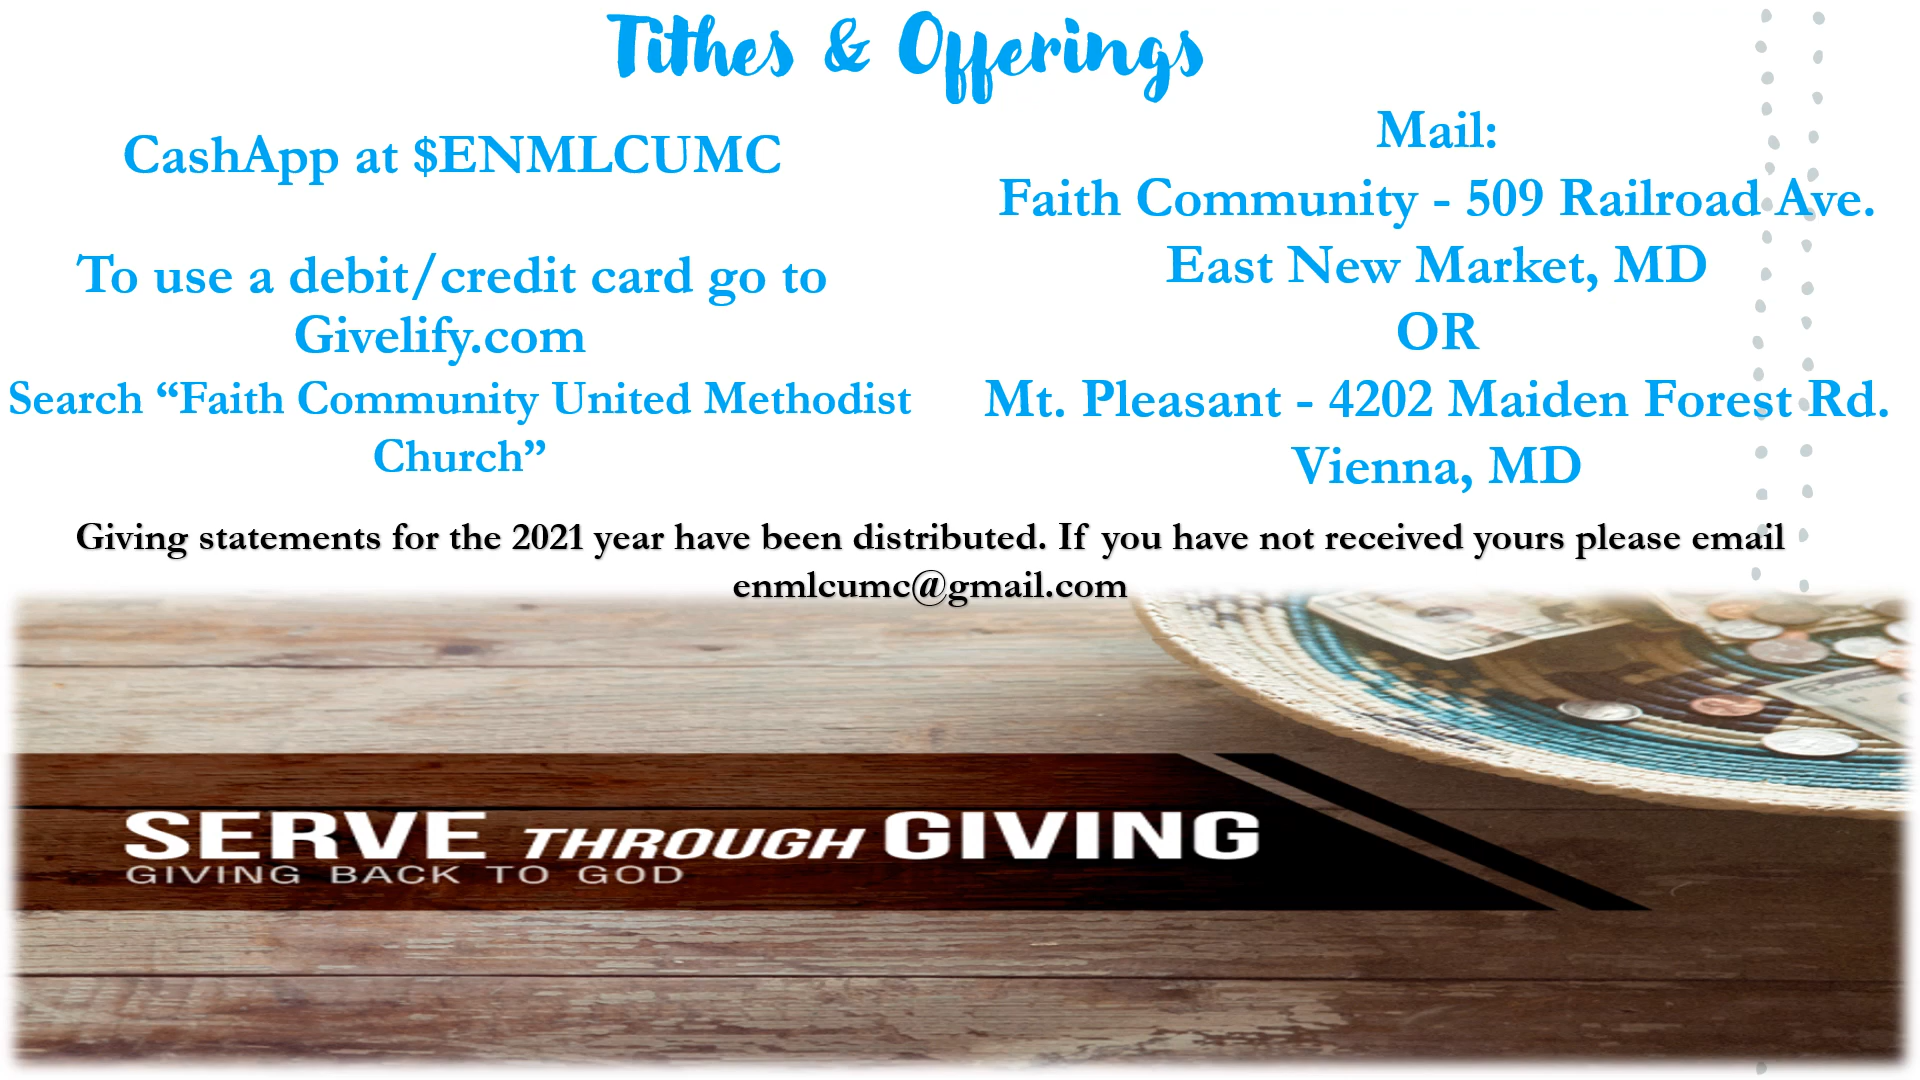 Tithes & Offerings
CashApp at $ENMLCUMC
To use a debit/credit card go to
Givelify.com
Search “Faith Community United Methodist
Church”
Mail:
Faith Community - 509 Railroad Ave.
East New Market, MD
OR
Mt. Pleasant - 4202 Maiden Forest Rd.
Vienna, MD
Giving statements for the 2021 year have been distributed. If you have not received yours please email
enmlcumc@gmail.com
SERVE THROUGH GIVING
GIVING BACK TO GOD